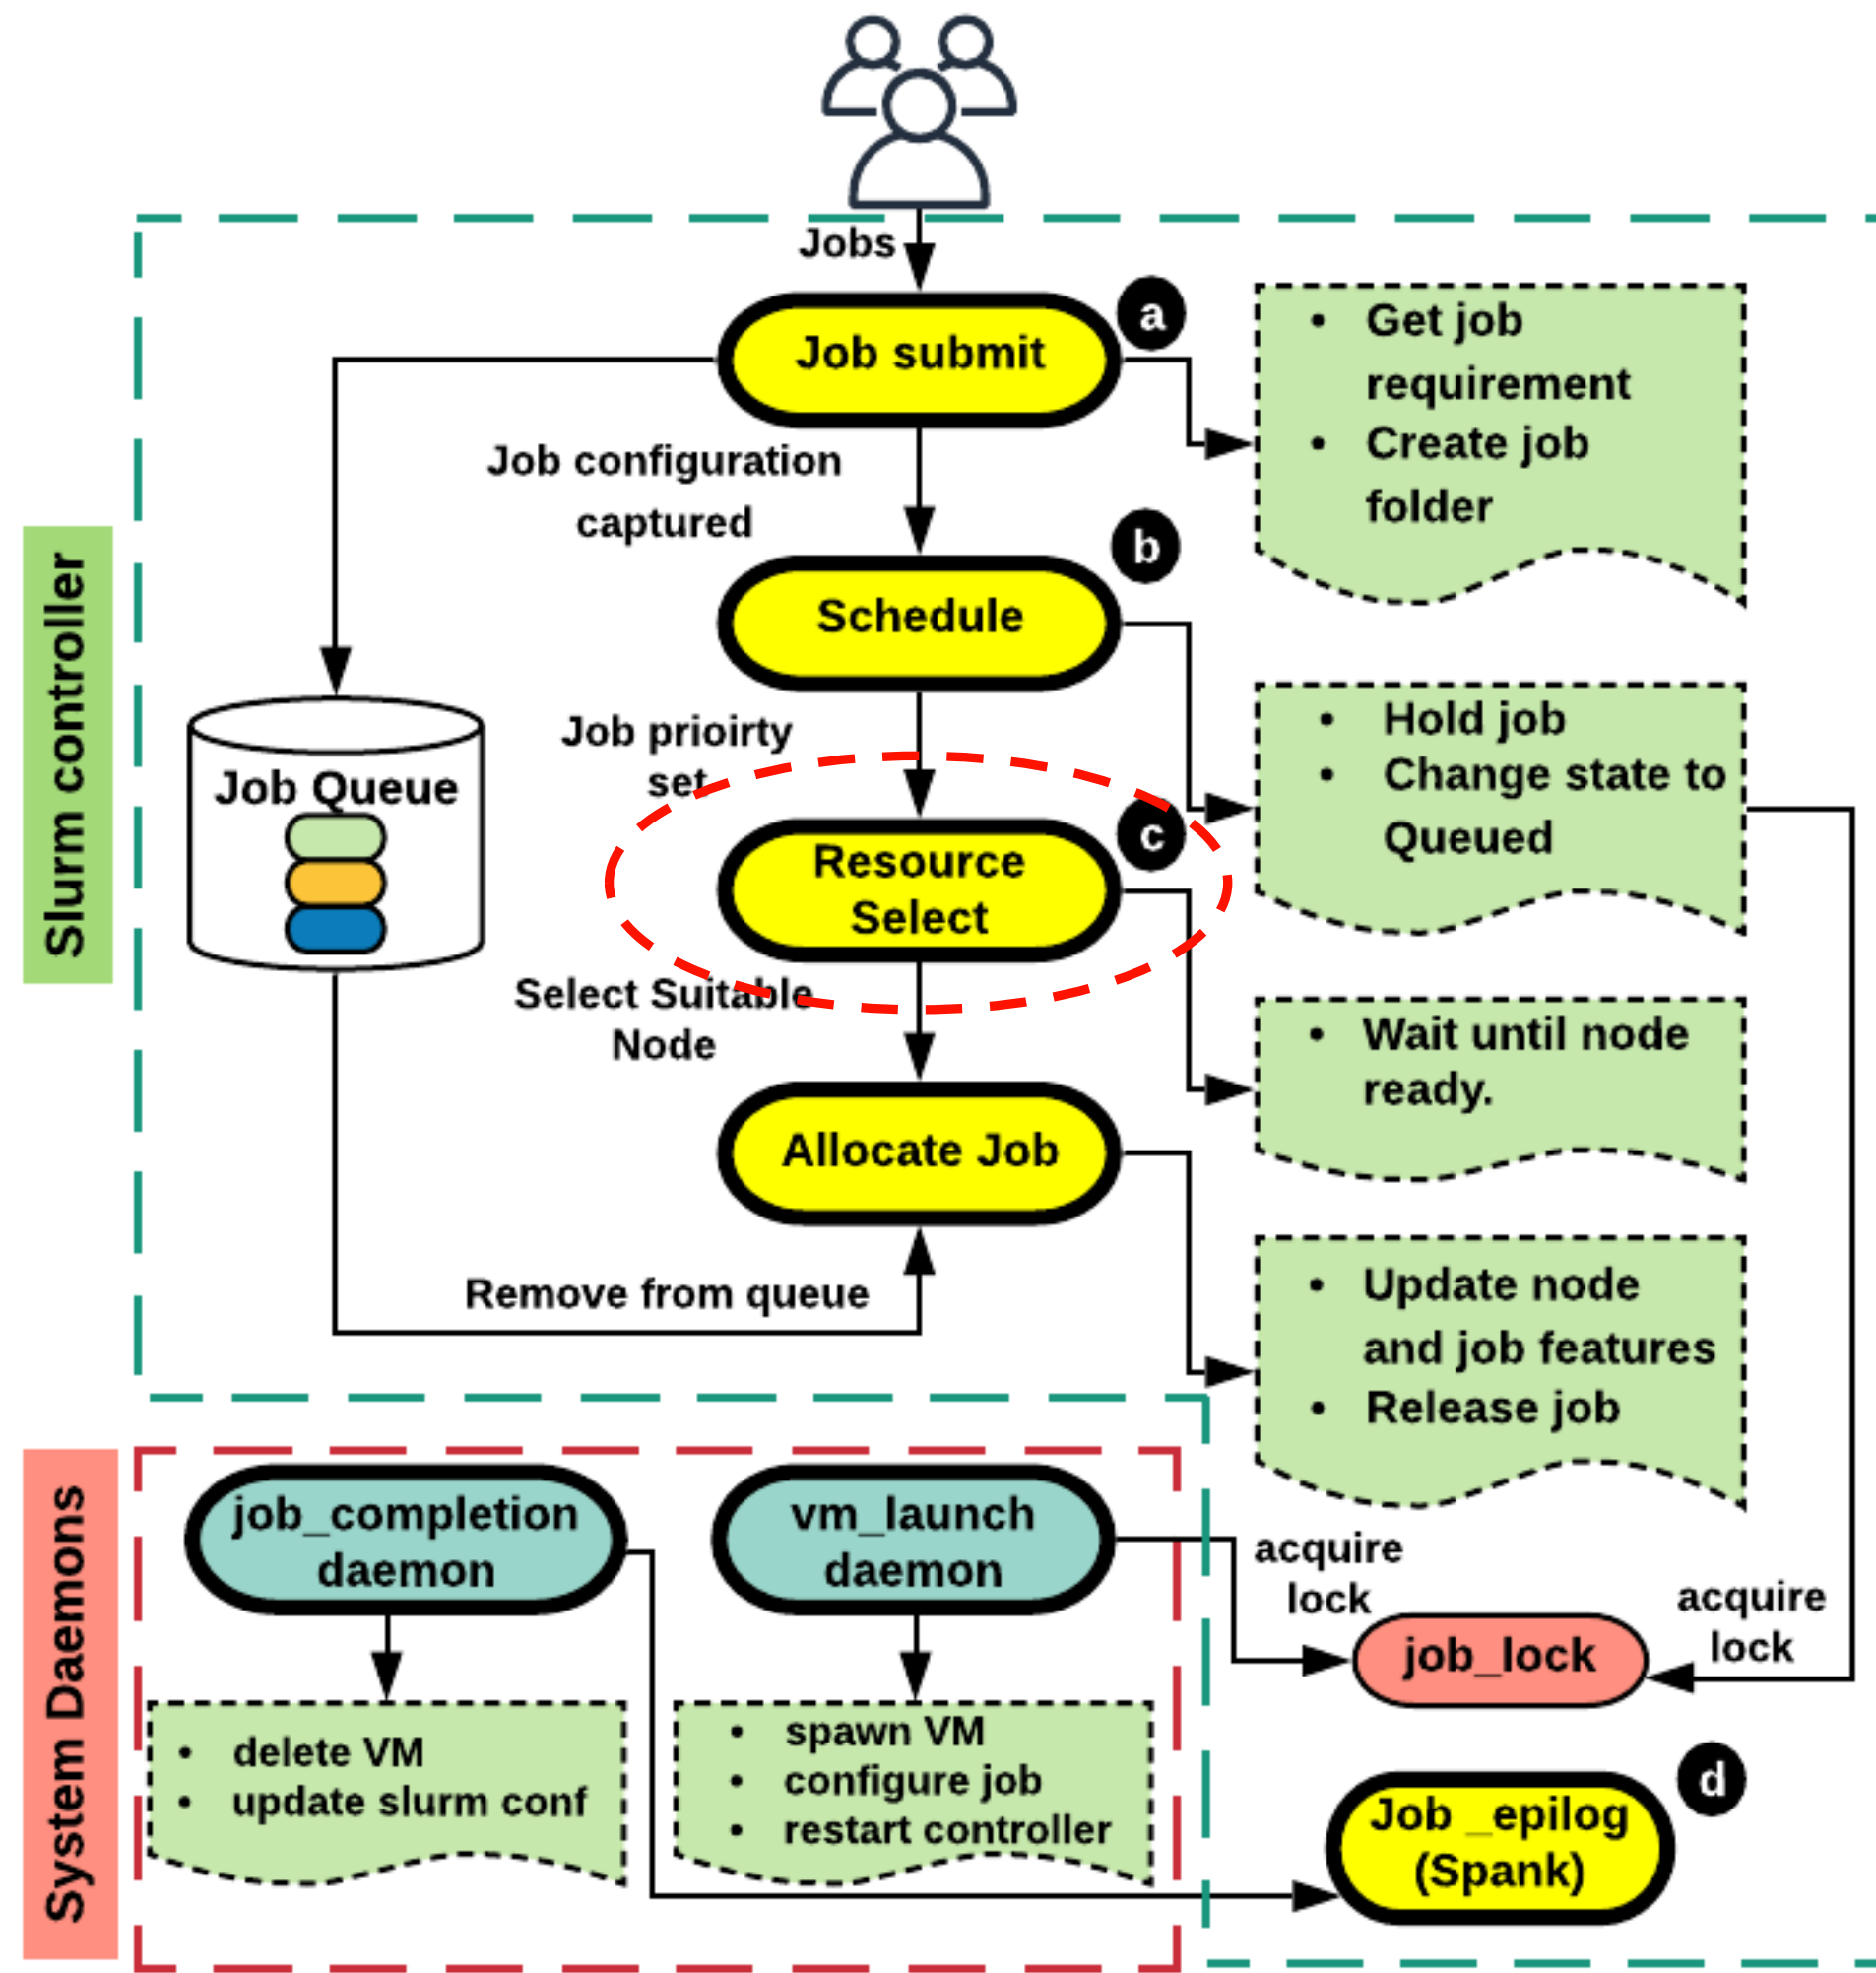 Jobs
Job submit
a
• Get job
requirement
• Create job
folder
Job configuration
captured
b
Schedule
Slurm controller
Job Queue
Job prioirty
set
• Hold job
• Change state to
Queued
c
Resource
Select
Select Suitable
Node
• Wait until node
ready.
Allocate Job
Remove from queue
• Update node
and job features
• Release job
System Daemons
job_completion
daemon
vm_launch
daemon
acquire
lock
acquire
lock
job_lock
• delete VM
• update slurm conf
• spawn VM
• configure job
• restart controller
d
Job _epilog
(Spank)